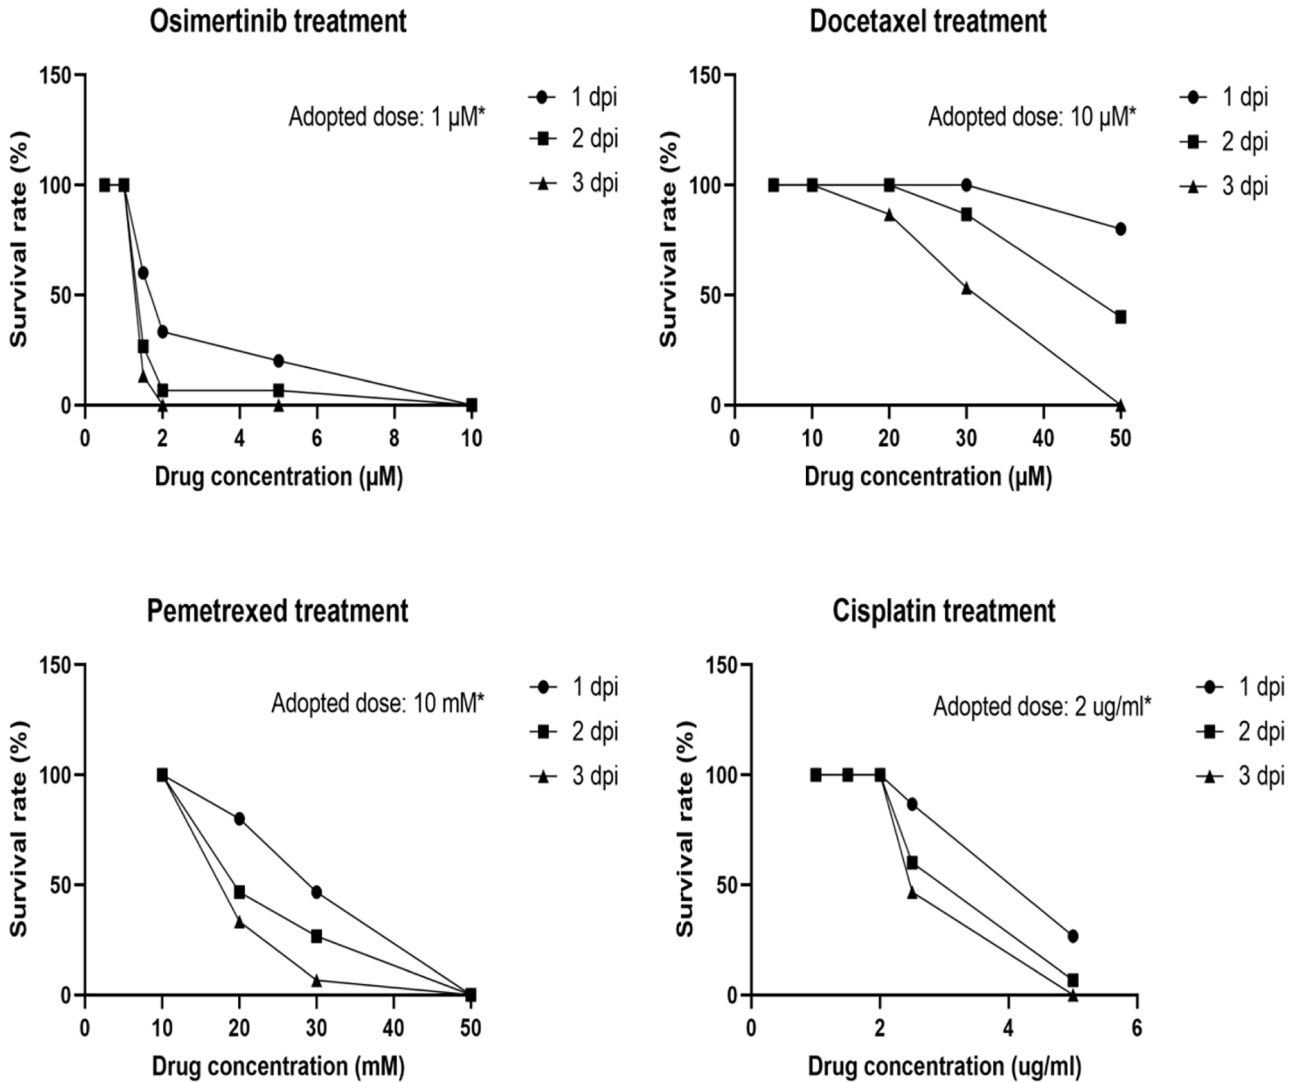 Osimertinib treatment
150
100
50
0
Survival rate (%)
Adopted dose: 1 µM*
1 dpi
2 dpi
3 dpi
0 2 4 6 8 10
Drug concentration (µM)
Docetaxel treatment
150
100
50
0
Survival rate (%)
Adopted dose: 10 µM*
1 dpi
2 dpi
3 dpi
0 10 20 30 40 50
Drug concentration (µM)
Pemetrexed treatment
150
100
50
0
Survival rate (%)
Adopted dose: 10 mM*
1 dpi
2 dpi
3 dpi
0 10 20 30 40 50
Drug concentration (mM)
Cisplatin treatment
150
100
50
0
Survival rate (%)
Adopted dose: 2 ug/ml*
1 dpi
2 dpi
3 dpi
0 2 4 6
Drug concentration (ug/ml)